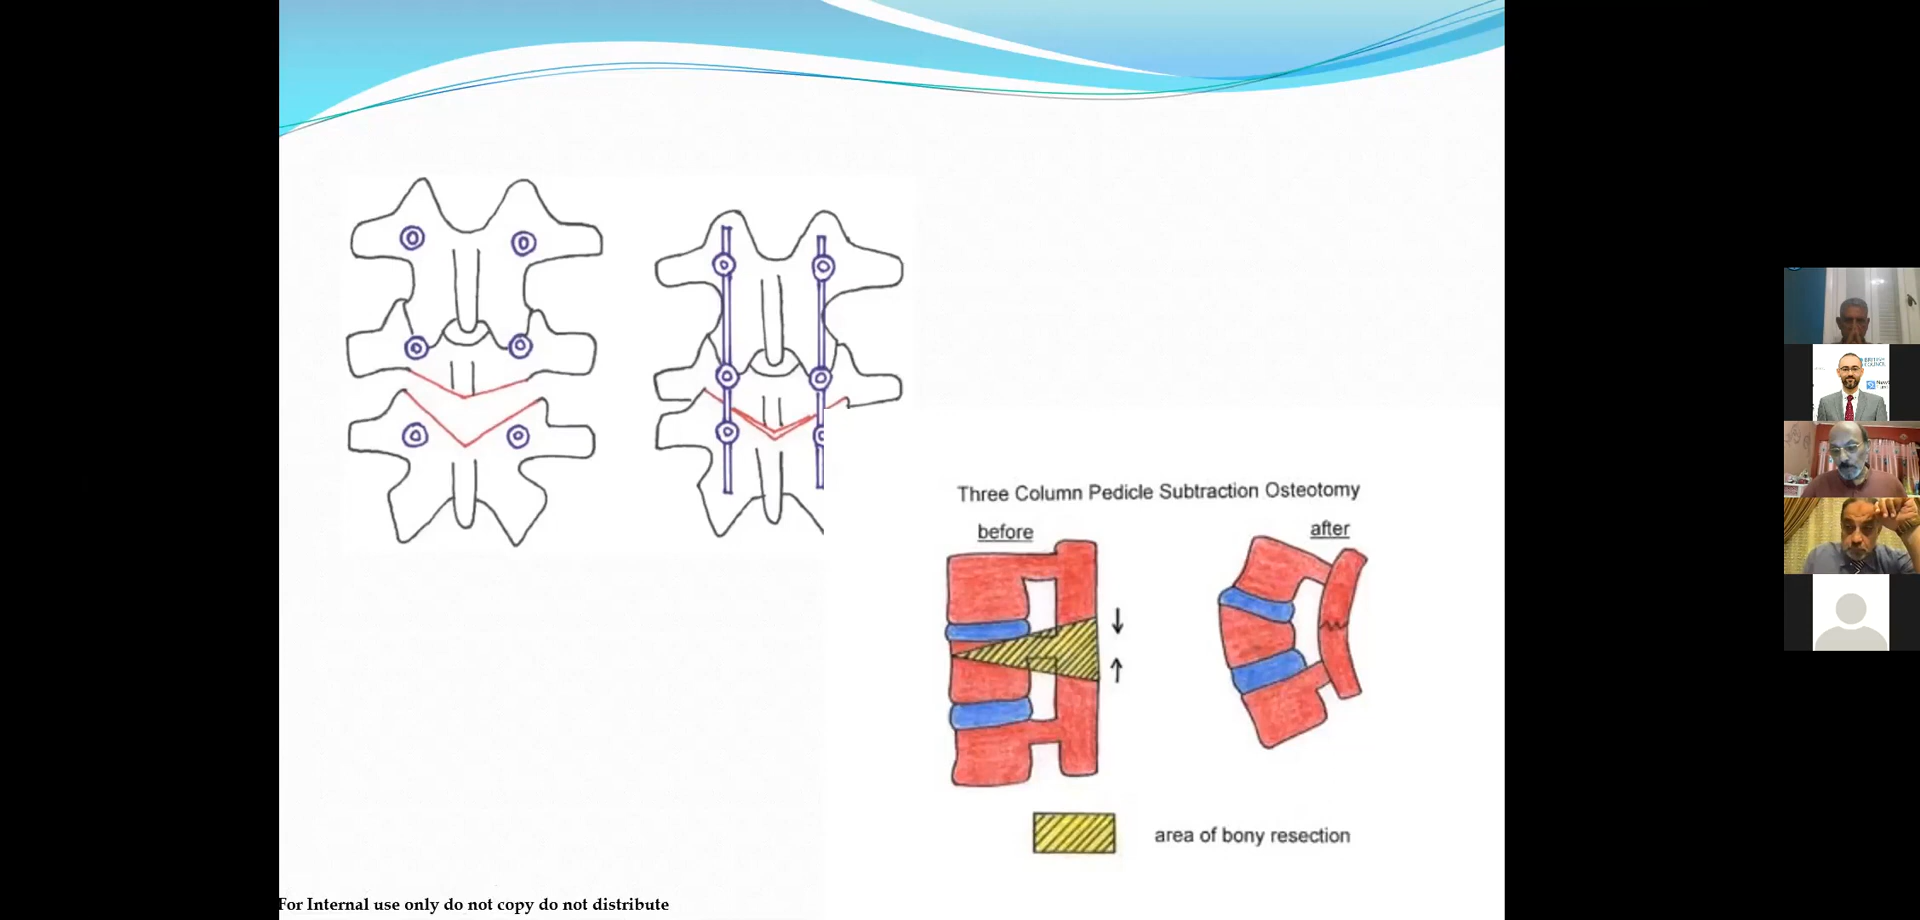 Three Column Pedicle Subtraction Osteotomy
before
after
area of bony resection
For Internal use only do not copy do not distribute